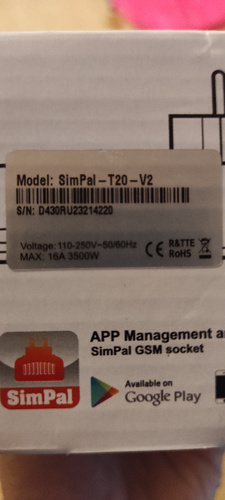 Model: SimPal-T20-V2
S/N: D430RU23214220
Voltage: 110-250V~50/60Hz
MAX: 16A 3500W
CE R&TTE
RoHS
APP Management
SimPal GSM socket
SimPal
Available on
Google Play